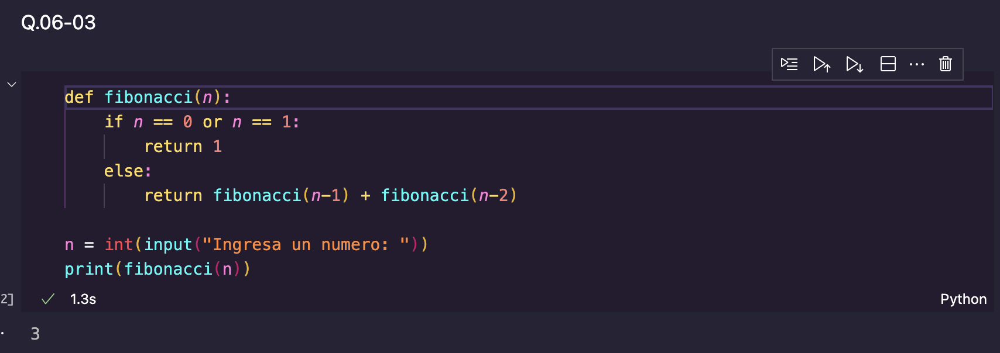 Q.06-03
def fibonacci(n):
    if n == 0 or n == 1:
        return 1
    else:
        return fibonacci(n-1) + fibonacci(n-2)
n = int(input("Ingresa un numero: "))
print(fibonacci(n))
2] 1.3s Python
3